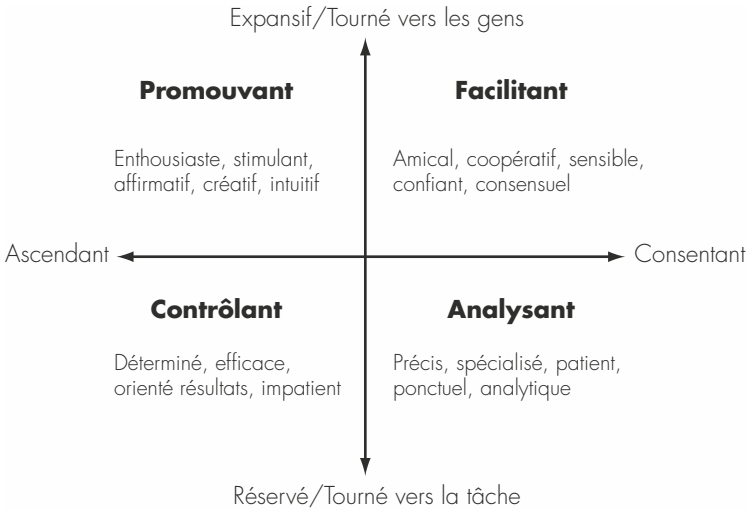 Expansif/Tourné vers les gens
Promouvant
Facilitant
Enthousiaste, stimulant,
affirmatif, créatif, intuitif
Amical, coopératif, sensible,
confiant, consensuel
Ascendant
Consentant
Contrôlant
Analysant
Déterminé, efficace,
orienté résultats, impatient
Précis, spécialisé, patient,
ponctuel, analytique
Réservé/Tourné vers la tâche